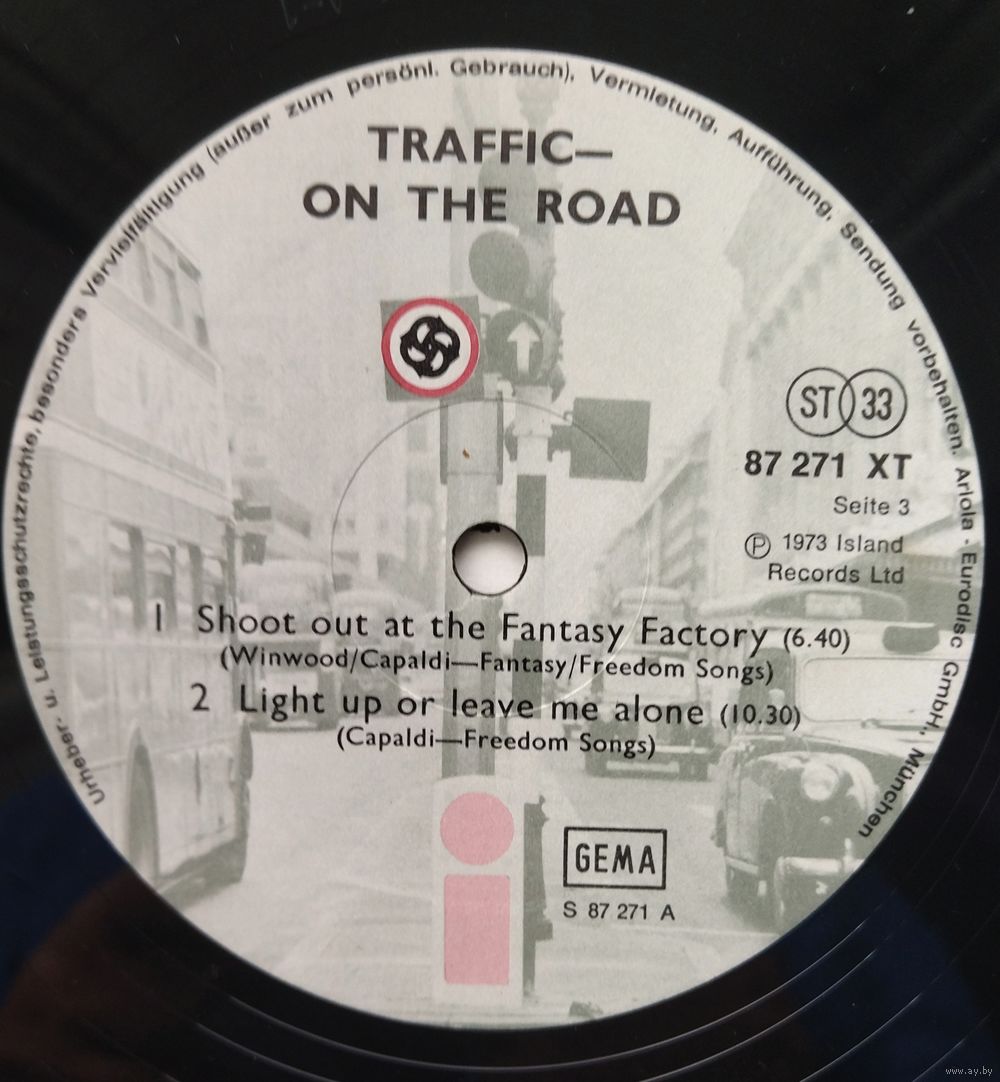 Urheber- u. Leistungsschutzrechte, besonders Vervielfältigung (außer zum persönl. Gebrauch), Vermietung, Aufführung, Sendung vorbehalten. Ariola - Eurodisc GmbH., München
TRAFFIC—
ON THE ROAD
ST 33
87 271 XT
Seite 3
℗ 1973 Island
Records Ltd
1 Shoot out at the Fantasy Factory (6.40)
(Winwood/Capaldi—Fantasy/Freedom Songs)
2 Light up or leave me alone (10.30)
(Capaldi—Freedom Songs)
GEMA
S 87 271 A
www.ay.by